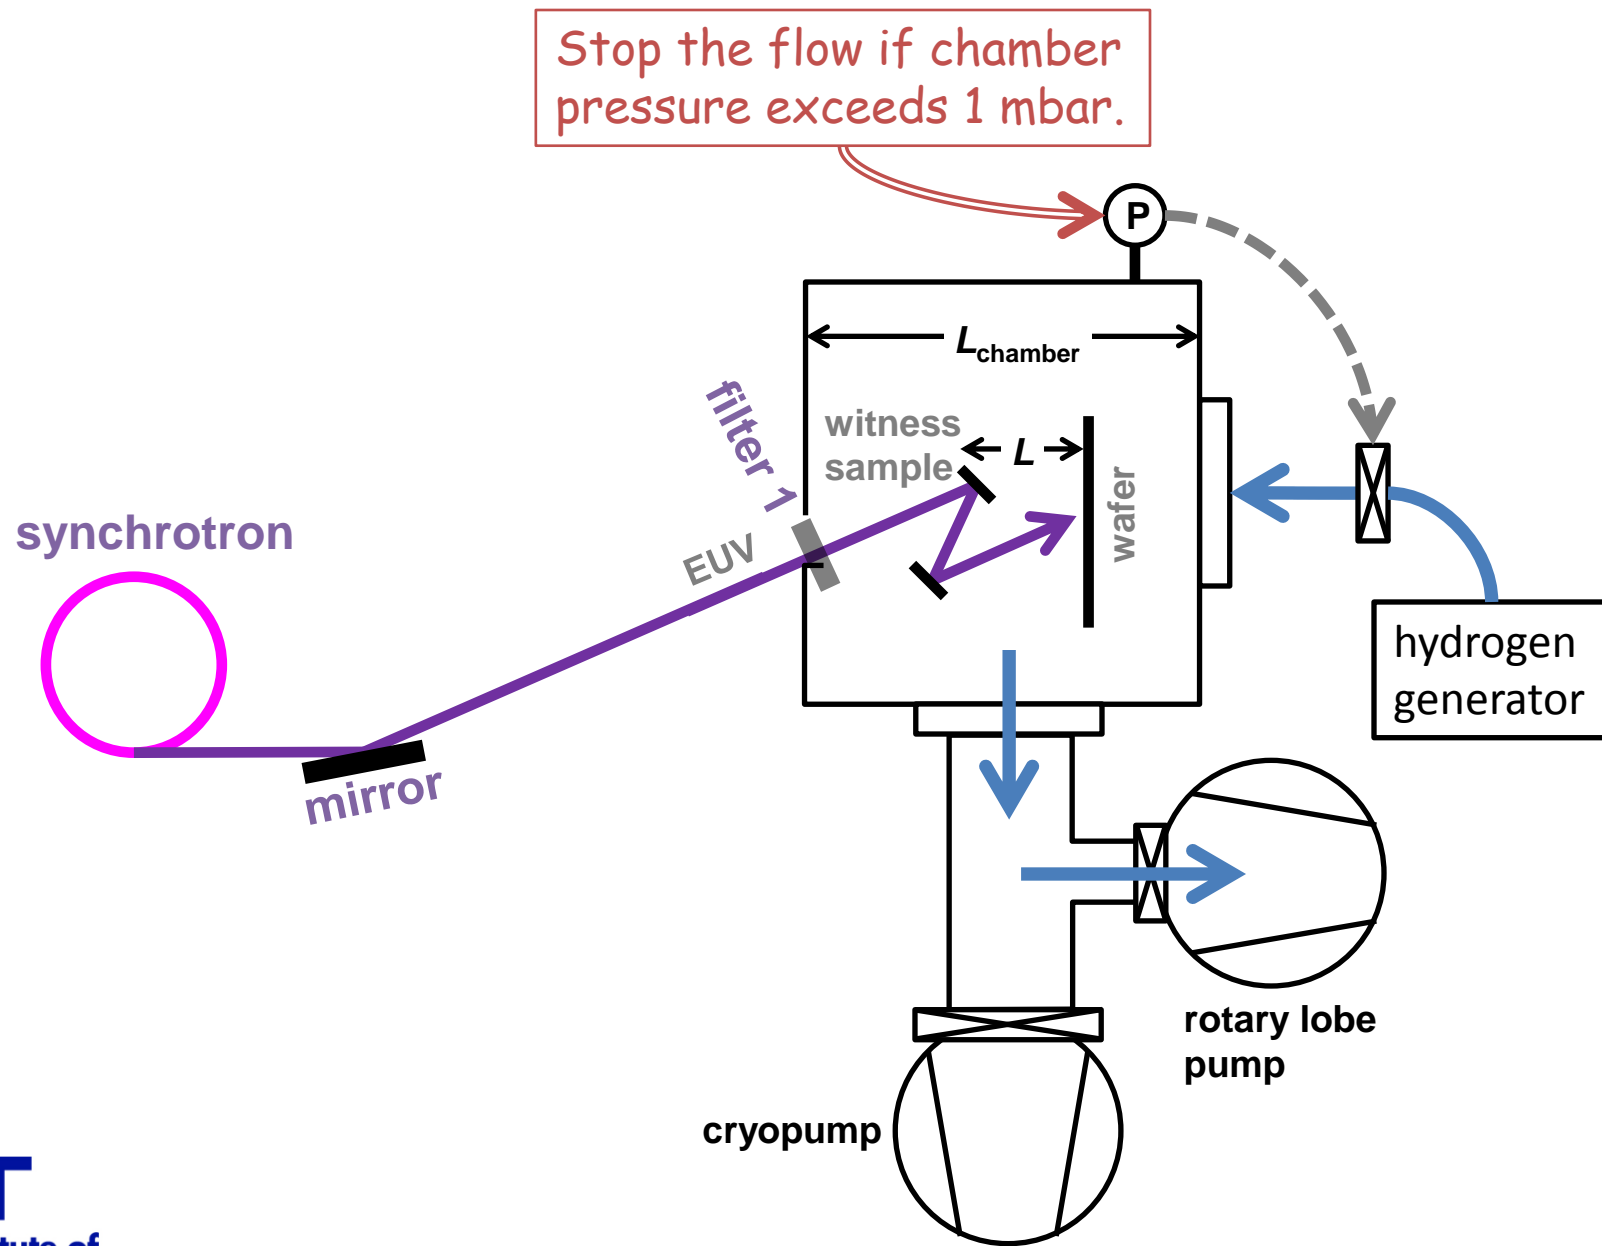 Stop the flow if chamber
pressure exceeds 1 mbar.
P
L chamber
filter 1
witness
sample
L
wafer
EUV
synchrotron
mirror
hydrogen
generator
rotary lobe
pump
cryopump
T